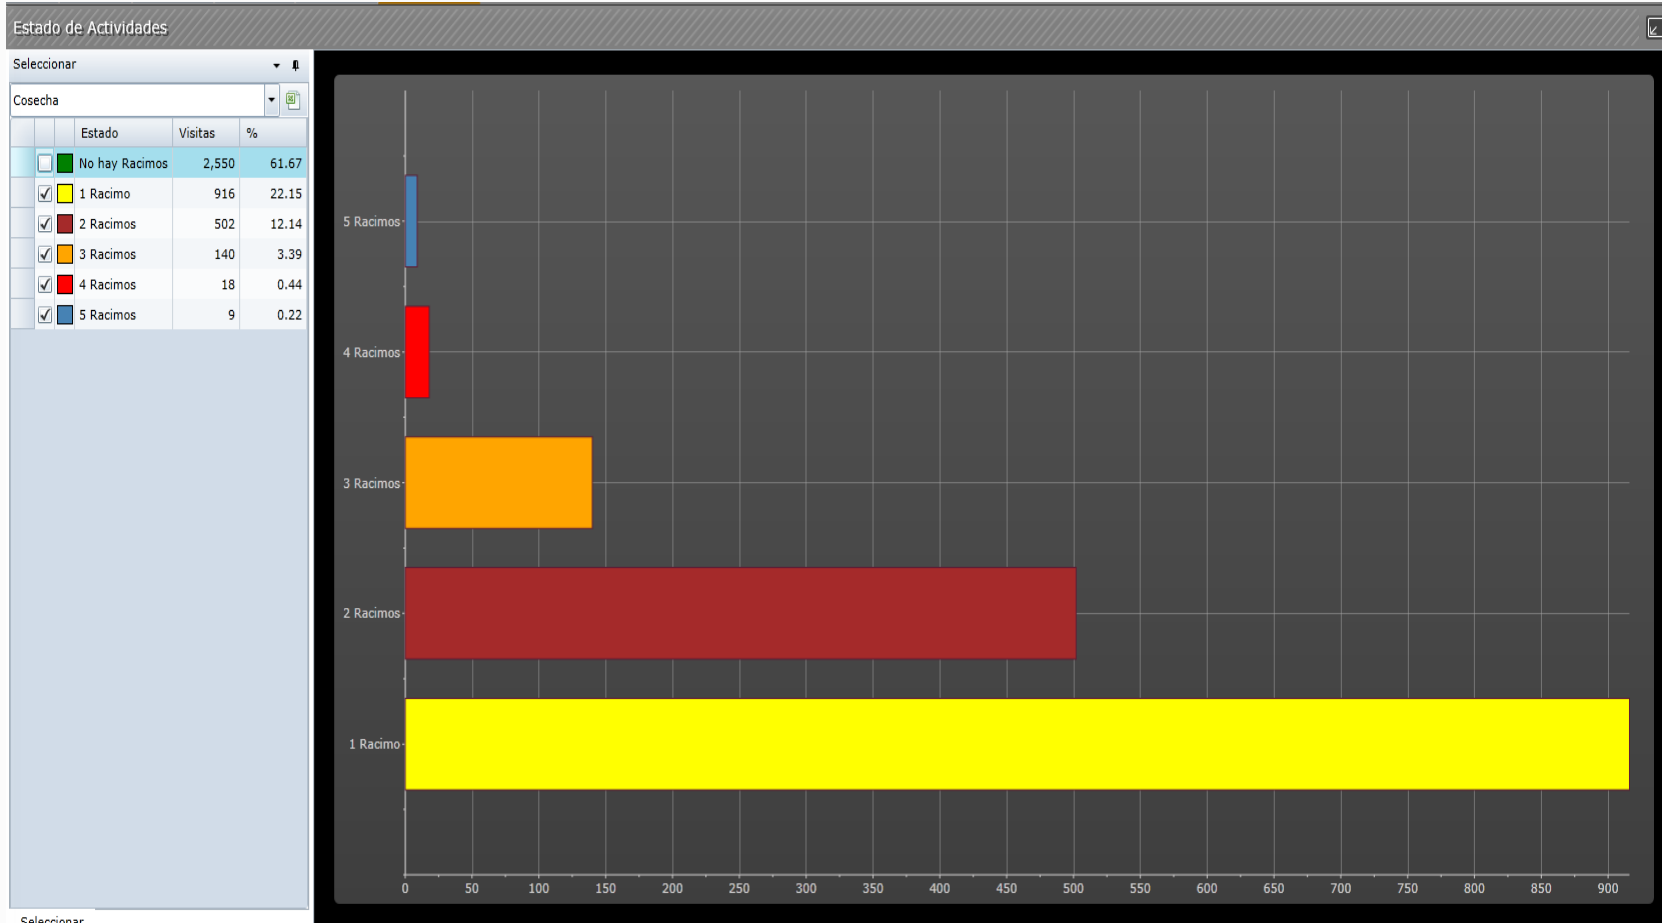 Estado de Actividades
Seleccionar
Cosecha
Estado Visitas %
No hay Racimos 2,550 61.67
1 Racimo 916 22.15
2 Racimos 502 12.14
3 Racimos 140 3.39
4 Racimos 18 0.44
5 Racimos 9 0.22
5 Racimos
4 Racimos
3 Racimos
2 Racimos
1 Racimo
0 50 100 150 200 250 300 350 400 450 500 550 600 650 700 750 800 850 900
Seleccionar